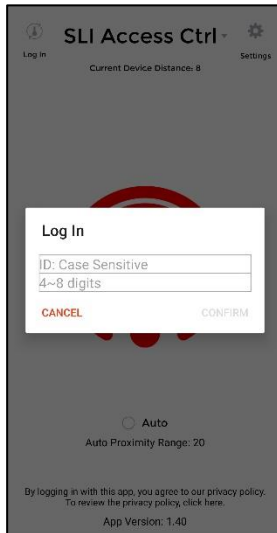 SLI Access Ctrl
Log In
Settings
Current Device Distance: 8
Log In
ID: Case Sensitive
4~8 digits
CANCEL
CONFIRM
Auto
Auto Proximity Range: 20
By logging in with this app, you agree to our privacy policy.
To review the privacy policy, click here.
App Version: 1.40